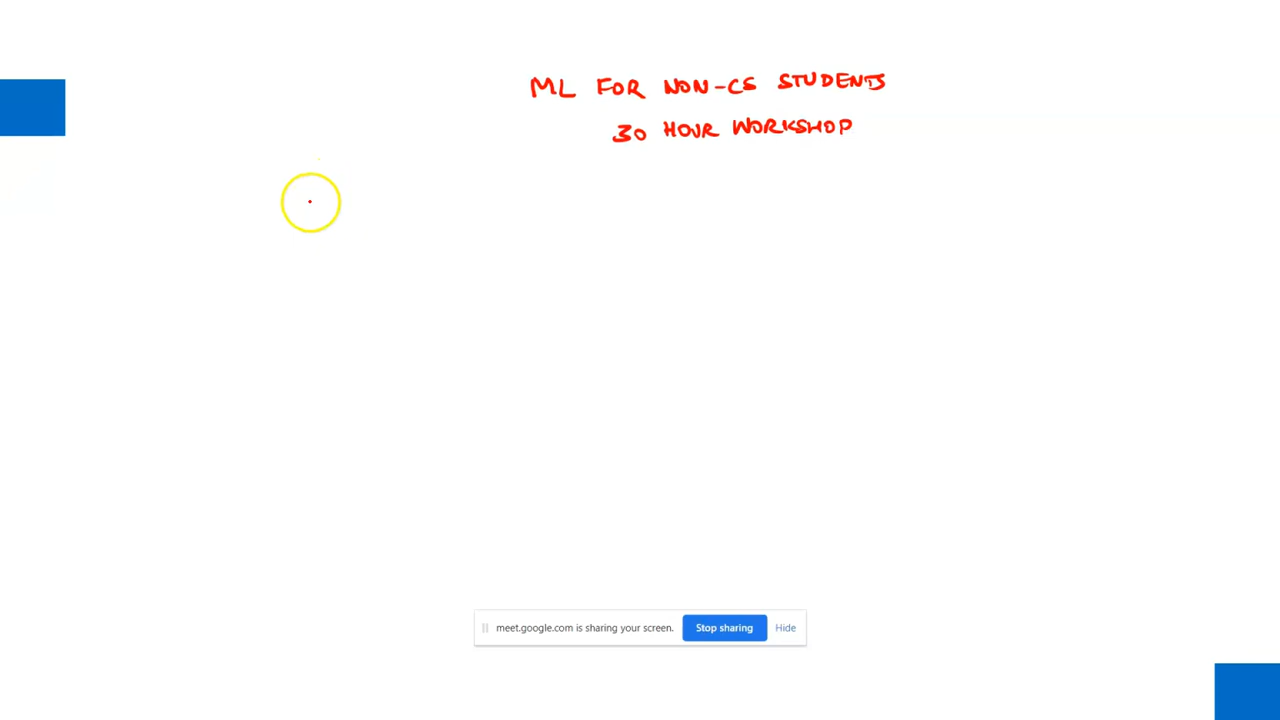 ML FOR NON-CS STUDENTS
30 HOUR WORKSHOP
meet.google.com is sharing your screen. Stop sharing Hide